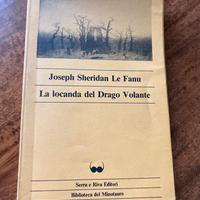 Joseph Sheridan Le Fanu
La locanda del Drago Volante
Serra e Riva Editori
Biblioteca del Minotauro